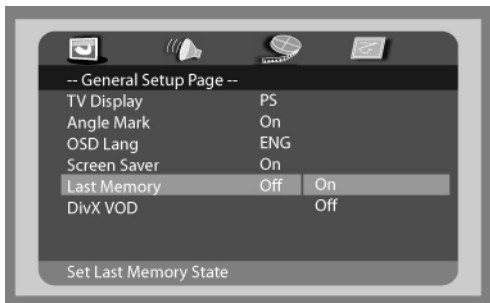 -- General Setup Page --
TV Display PS
Angle Mark On
OSD Lang ENG
Screen Saver On
Last Memory Off On
DivX VOD Off
Set Last Memory State